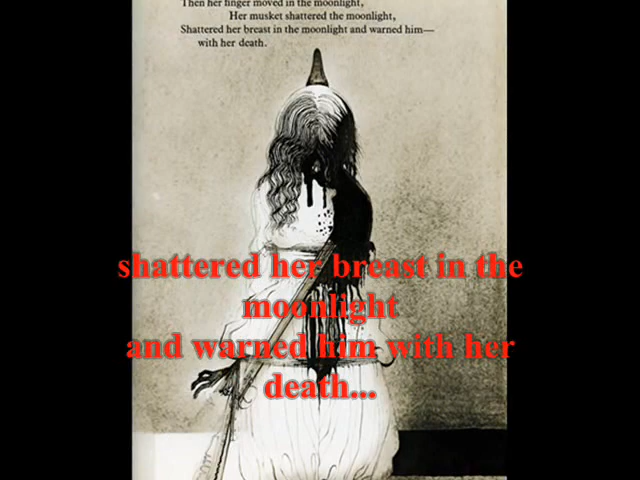 Then her finger moved in the moonlight,
Her musket shattered the moonlight,
Shattered her breast in the moonlight and warned him—
with her death.
shattered her breast in the
moonlight
and warned him with her
death...